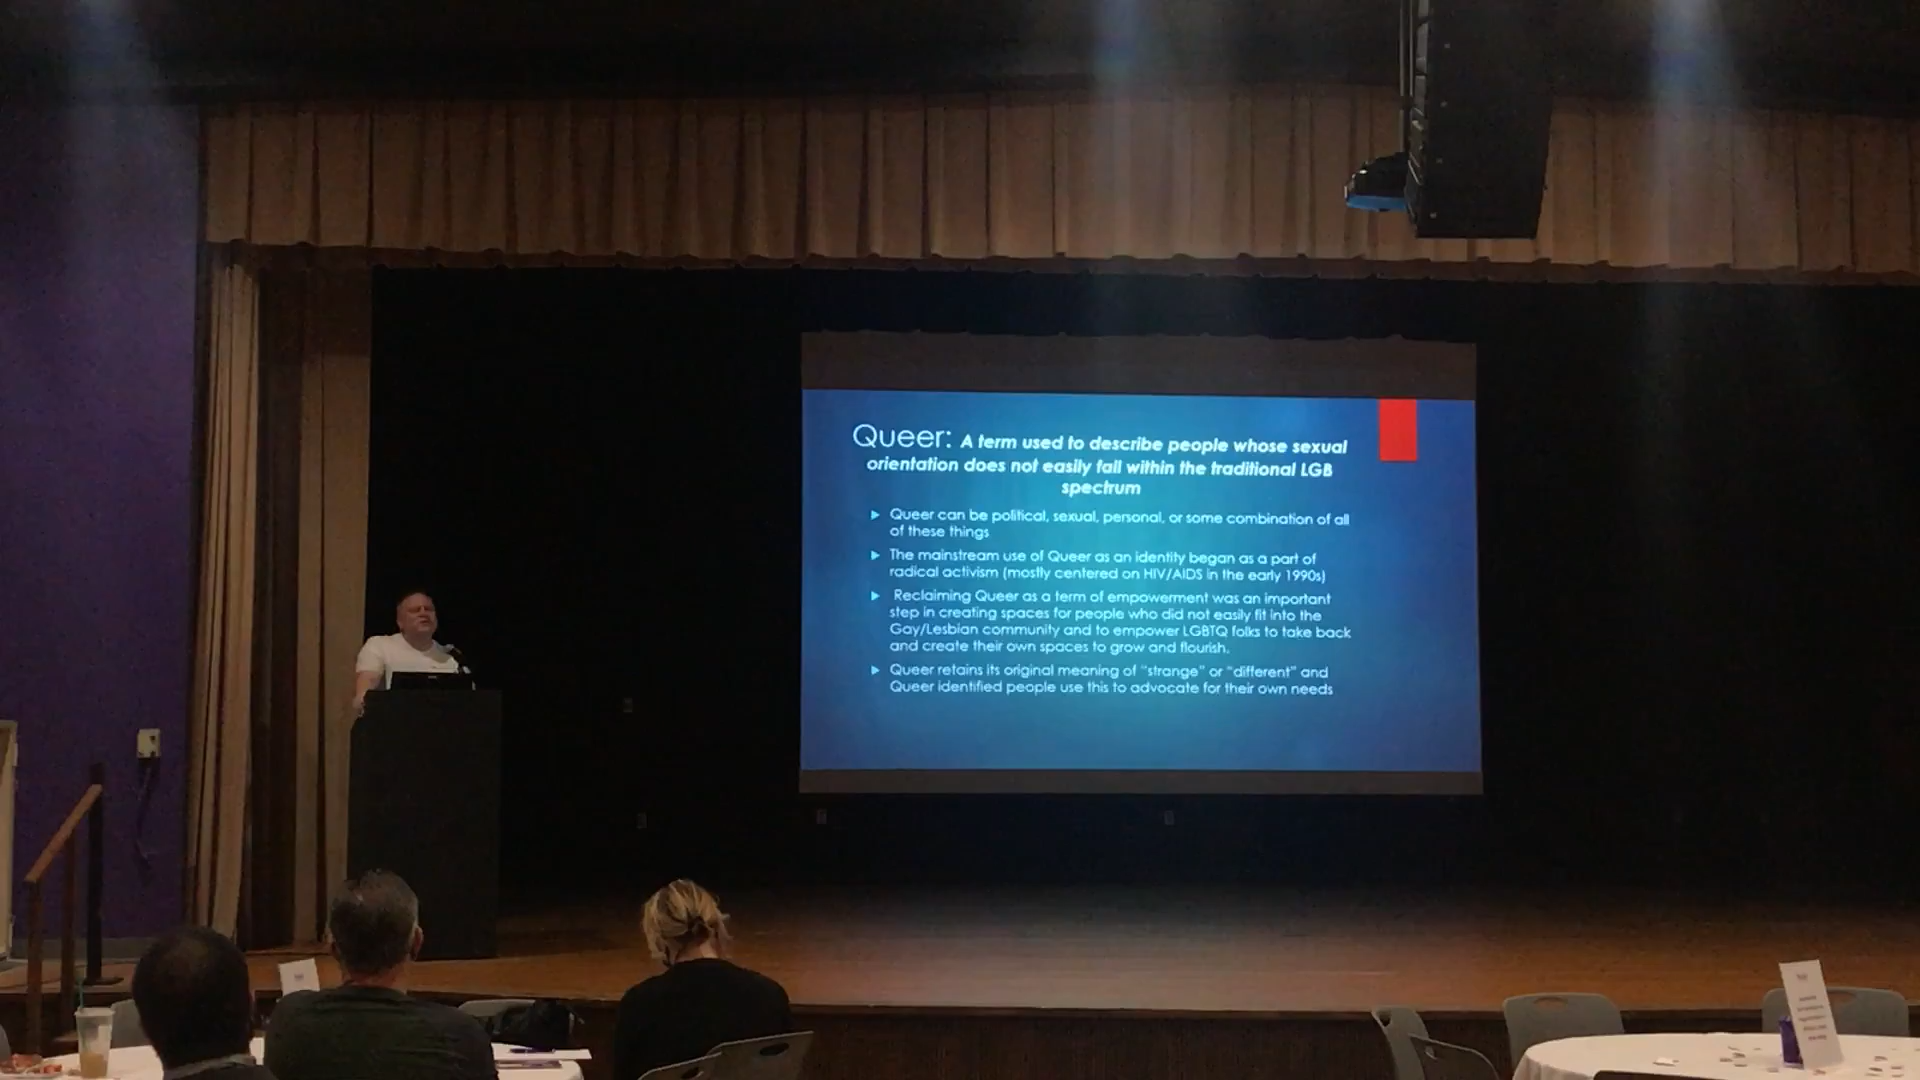 Queer: A term used to describe people whose sexual
orientation does not easily fall within the traditional LGB
spectrum
Queer can be political, sexual, personal, or some combination of all
of these things
The mainstream use of Queer as an identity began as a part of
radical activism (mostly centered on HIV/AIDS in the early 1990s)
Reclaiming Queer as a term of empowerment was an important
step in creating spaces for people who did not easily fit into the
Gay/Lesbian community and to empower LGBTQ folks to take back
and create their own spaces to grow and flourish.
Queer retains its original meaning of "strange" or "different" and
Queer identified people use this to advocate for their own needs